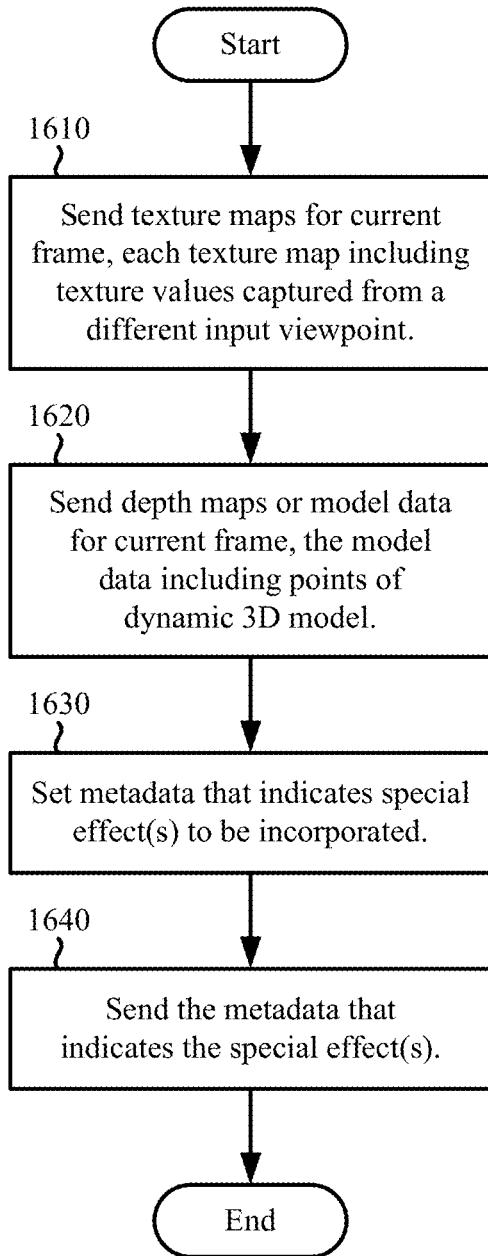 Start
1610
Send texture maps for current
frame, each texture map including
texture values captured from a
different input viewpoint.
1620
Send depth maps or model data
for current frame, the model
data including points of
dynamic 3D model.
1630
Set metadata that indicates special
effect(s) to be incorporated.
1640
Send the metadata that
indicates the special effect(s).
End